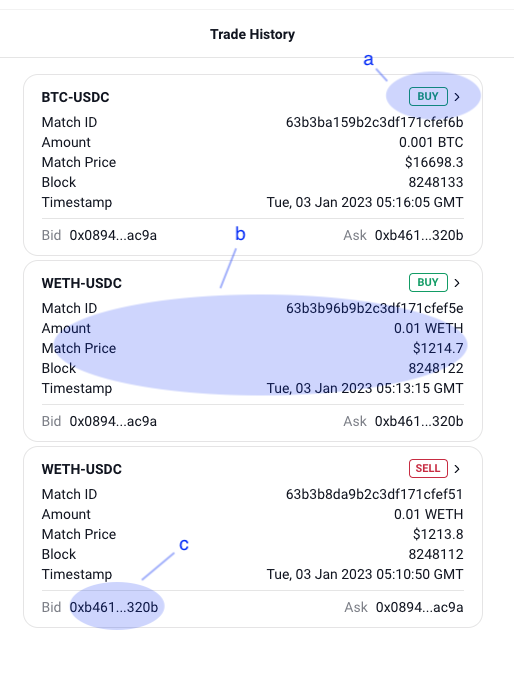 Trade History
a
BTC-USDC BUY >
Match ID 63b3ba159b2c3df171cfef6b
Amount 0.001 BTC
Match Price $16698.3
Block 8248133
Timestamp Tue, 03 Jan 2023 05:16:05 GMT
Bid 0x0894...ac9a Ask 0xb461...320b
b
WETH-USDC BUY >
Match ID 63b3b96b9b2c3df171cfef5e
Amount 0.01 WETH
Match Price $1214.7
Block 8248122
Timestamp Tue, 03 Jan 2023 05:13:15 GMT
Bid 0x0894...ac9a Ask 0xb461...320b
WETH-USDC SELL >
Match ID 63b3b8da9b2c3df171cfef51
Amount 0.01 WETH
Match Price $1213.8
c
Block 8248112
Timestamp Tue, 03 Jan 2023 05:10:50 GMT
Bid 0xb461...320b Ask 0x0894...ac9a